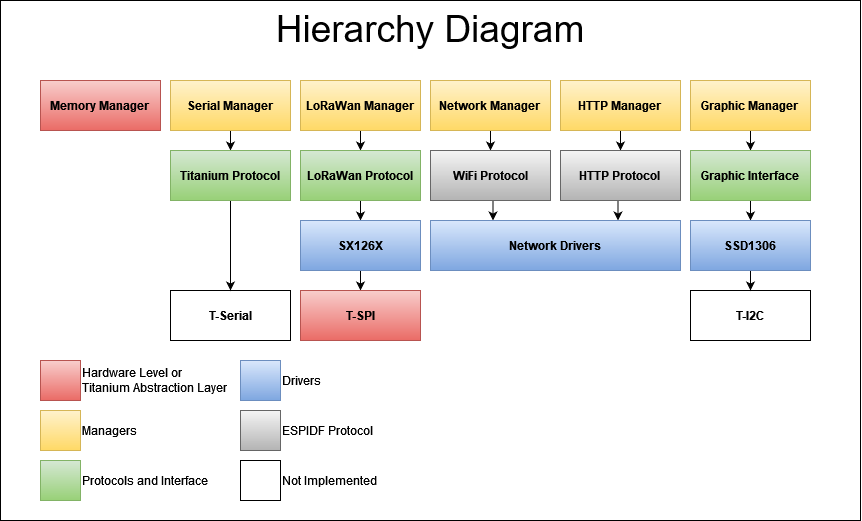 Hierarchy Diagram
Memory Manager
Serial Manager
LoRaWan Manager
Network Manager
HTTP Manager
Graphic Manager
Titanium Protocol
LoRaWan Protocol
WiFi Protocol
HTTP Protocol
Graphic Interface
SX126X
Network Drivers
SSD1306
T-Serial
T-SPI
T-I2C
Hardware Level or
Titanium Abstraction Layer
Drivers
Managers
ESPIDF Protocol
Protocols and Interface
Not Implemented